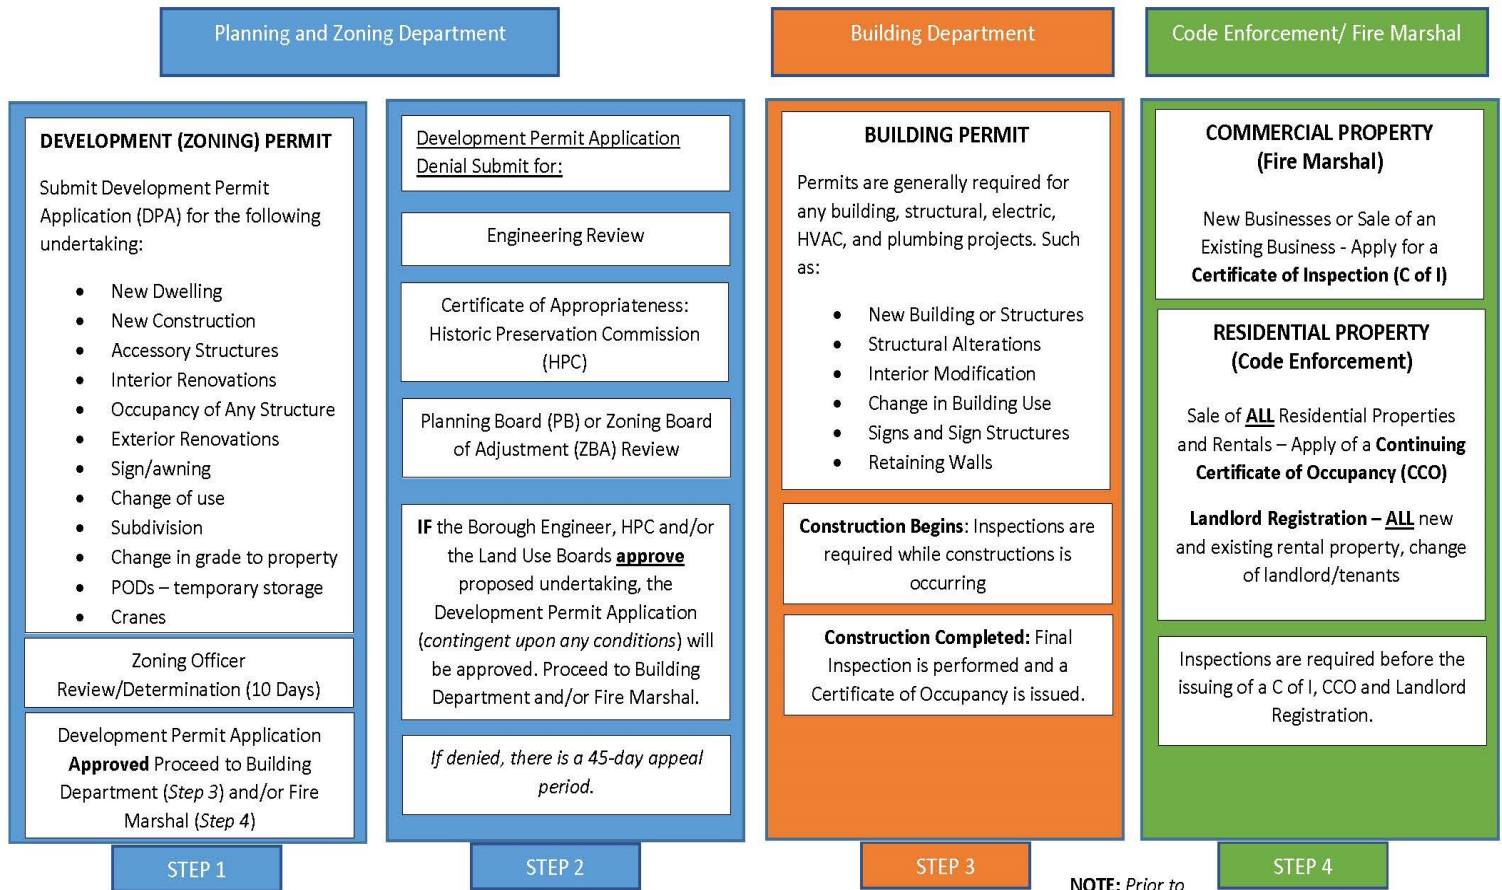 Planning and Zoning Department
Building Department
Code Enforcement/ Fire Marshal
DEVELOPMENT (ZONING) PERMIT
Submit Development Permit
Application (DPA) for the following
undertaking:
• New Dwelling
• New Construction
• Accessory Structures
• Interior Renovations
• Occupancy of Any Structure
• Exterior Renovations
• Sign/awning
• Change of use
• Subdivision
• Change in grade to property
• PODs – temporary storage
• Cranes
Zoning Officer
Review/Determination (10 Days)
Development Permit Application
Approved Proceed to Building
Department (Step 3) and/or Fire
Marshal (Step 4)
STEP 1
Development Permit Application
Denial Submit for:
Engineering Review
Certificate of Appropriateness:
Historic Preservation Commission
(HPC)
Planning Board (PB) or Zoning Board
of Adjustment (ZBA) Review
IF the Borough Engineer, HPC and/or
the Land Use Boards approve
proposed undertaking, the
Development Permit Application
(contingent upon any conditions) will
be approved. Proceed to Building
Department and/or Fire Marshal.
If denied, there is a 45-day appeal
period.
STEP 2
BUILDING PERMIT
Permits are generally required for
any building, structural, electric,
HVAC, and plumbing projects. Such
as:
• New Building or Structures
• Structural Alterations
• Interior Modification
• Change in Building Use
• Signs and Sign Structures
• Retaining Walls
Construction Begins: Inspections are
required while constructions is
occurring
Construction Completed: Final
Inspection is performed and a
Certificate of Occupancy is issued.
STEP 3
COMMERCIAL PROPERTY
(Fire Marshal)
New Businesses or Sale of an
Existing Business - Apply for a
Certificate of Inspection (C of I)
RESIDENTIAL PROPERTY
(Code Enforcement)
Sale of ALL Residential Properties
and Rentals – Apply of a Continuing
Certificate of Occupancy (CCO)
Landlord Registration – ALL new
and existing rental property, change
of landlord/tenants
Inspections are required before the
issuing of a C of I, CCO and Landlord
Registration.
STEP 4
NOTE: Prior to